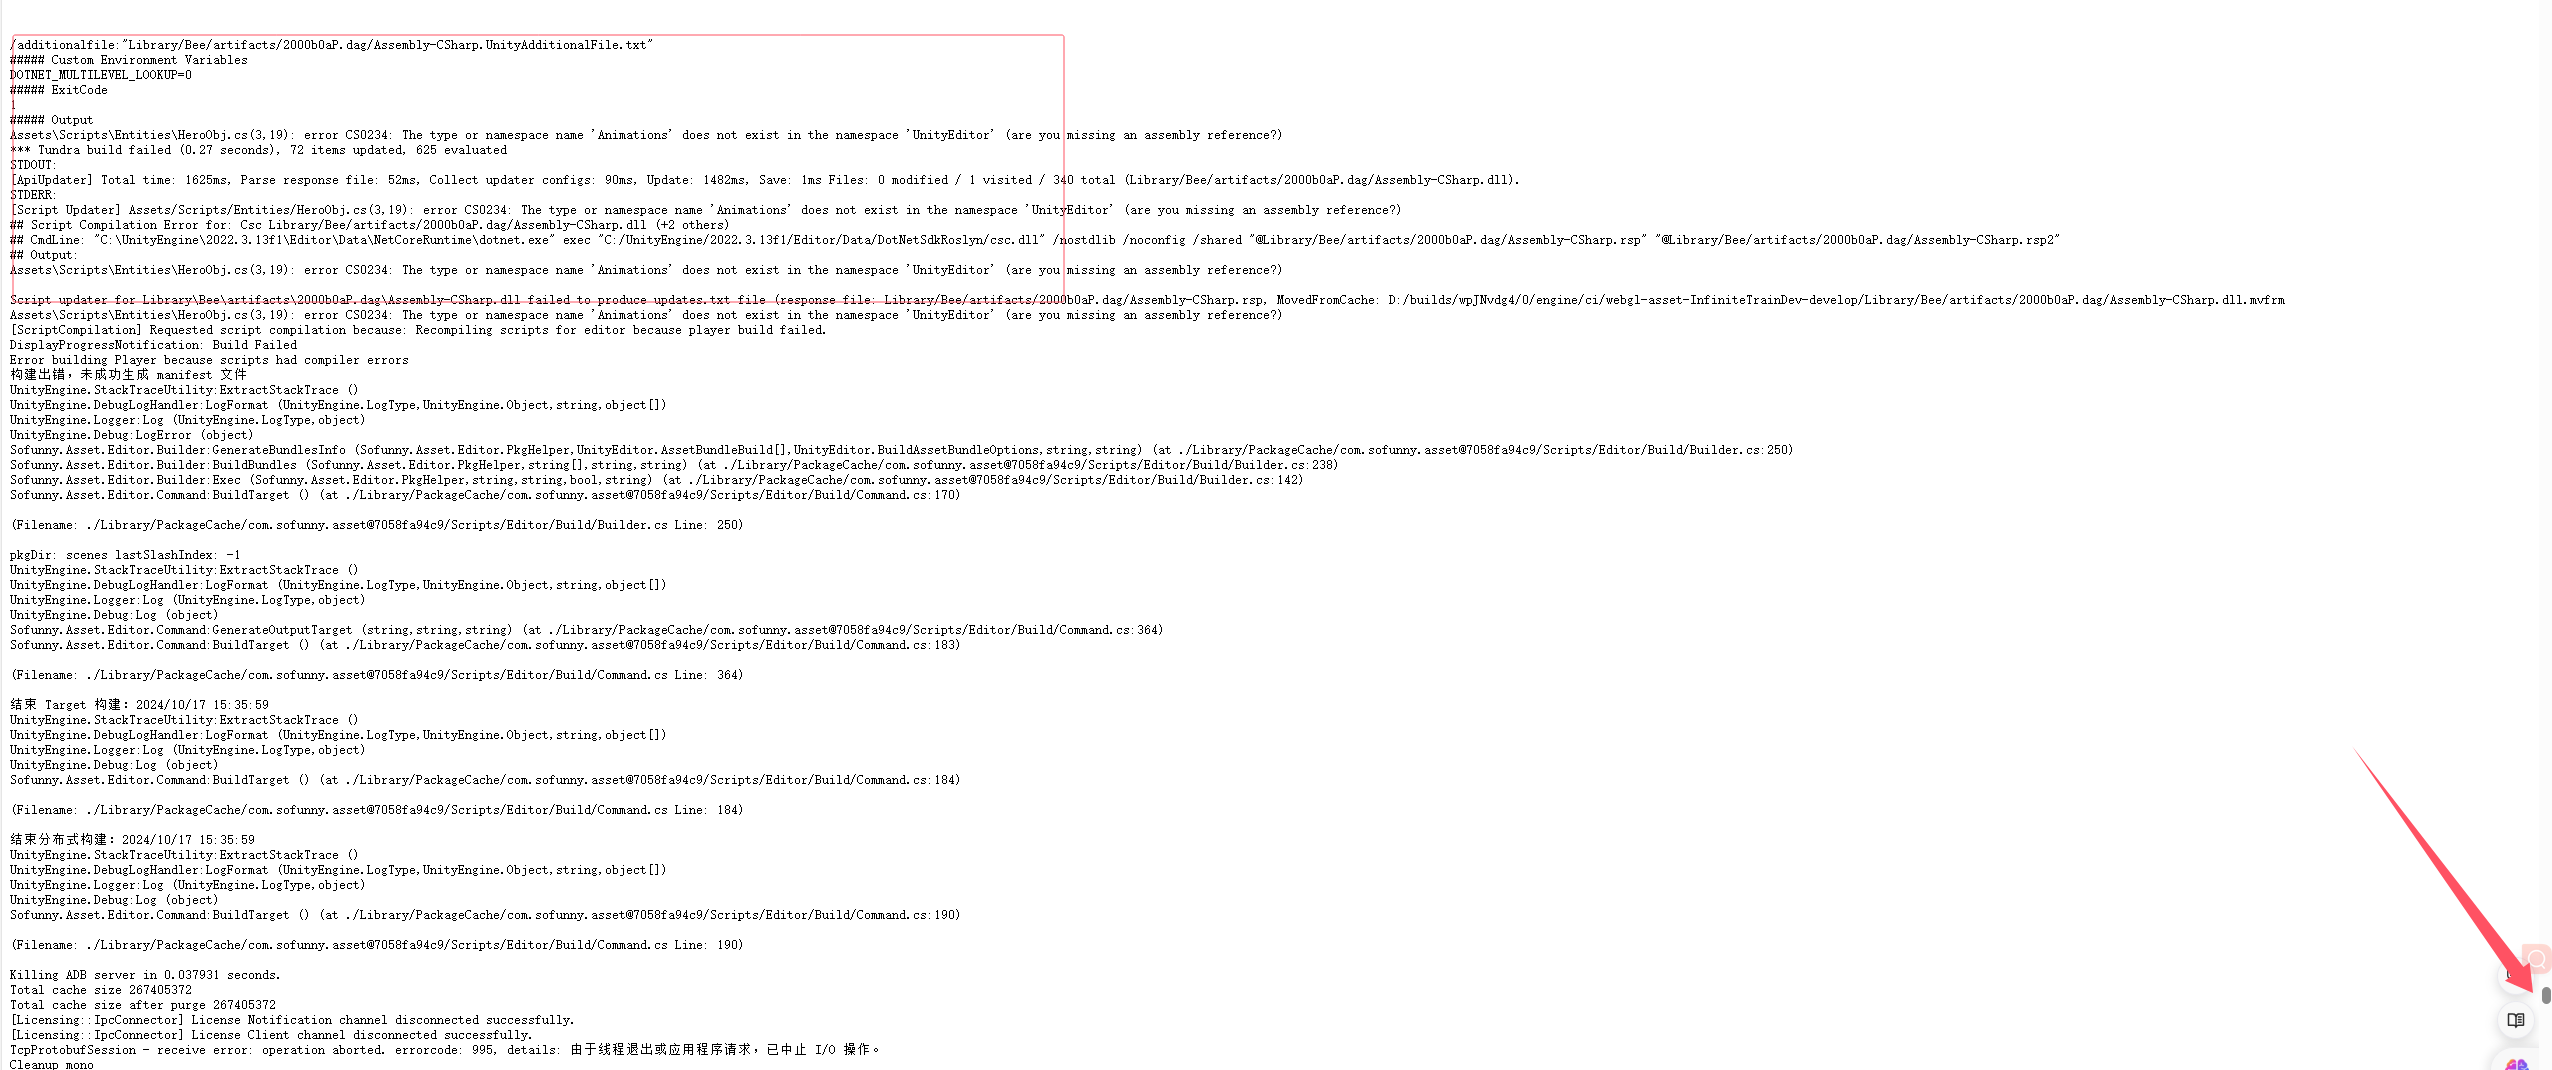 /additionalfile:"Library/Bee/artifacts/2000b0aP.dag/Assembly-CSharp.UnityAdditionalFile.txt"
##### Custom Environment Variables
DOTNET_MULTILEVEL_LOOKUP=0
##### ExitCode
1
##### Output
Assets\Scripts\Entities\HeroObj.cs(3,19): error CS0234: The type or namespace name 'Animations' does not exist in the namespace 'UnityEditor' (are you missing an assembly reference?)
*** Tundra build failed (0.27 seconds), 72 items updated, 625 evaluated
STDOUT:
[ApiUpdater] Total time: 1625ms, Parse response file: 52ms, Collect updater configs: 90ms, Update: 1482ms, Save: 1ms Files: 0 modified / 1 visited / 340 total (Library/Bee/artifacts/2000b0aP.dag/Assembly-CSharp.dll).
STDERR:
[Script Updater] Assets/Scripts/Entities/HeroObj.cs(3,19): error CS0234: The type or namespace name 'Animations' does not exist in the namespace 'UnityEditor' (are you missing an assembly reference?)
## Script Compilation Error for: Csc Library/Bee/artifacts/2000b0aP.dag/Assembly-CSharp.dll (+2 others)
## CmdLine: "C:\UnityEngine\2022.3.13f1\Editor\Data\NetCoreRuntime\dotnet.exe" exec "C:/UnityEngine/2022.3.13f1/Editor/Data/DotNetSdkRoslyn/csc.dll" /nostdlib /noconfig /shared "@Library/Bee/artifacts/2000b0aP.dag/Assembly-CSharp.rsp" "@Library/Bee/artifacts/2000b0aP.dag/Assembly-CSharp.rsp2"
## Output:
Assets\Scripts\Entities\HeroObj.cs(3,19): error CS0234: The type or namespace name 'Animations' does not exist in the namespace 'UnityEditor' (are you missing an assembly reference?)
Script updater for Library\Bee\artifacts\2000b0aP.dag\Assembly-CSharp.dll failed to produce updates.txt file (response file: Library/Bee/artifacts/2000b0aP.dag/Assembly-CSharp.rsp, MovedFromCache: D:/builds/wpJNvdg4/0/engine/ci/webgl-asset-InfiniteTrainDev-develop/Library/Bee/artifacts/2000b0aP.dag/Assembly-CSharp.dll.mvfrm
Assets\Scripts\Entities\HeroObj.cs(3,19): error CS0234: The type or namespace name 'Animations' does not exist in the namespace 'UnityEditor' (are you missing an assembly reference?)
[ScriptCompilation] Requested script compilation because: Recompiling scripts for editor because player build failed.
DisplayProgressNotification: Build Failed
Error building Player because scripts had compiler errors
构建出错，未成功生成 manifest 文件
UnityEngine.StackTraceUtility:ExtractStackTrace ()
UnityEngine.DebugLogHandler:LogFormat (UnityEngine.LogType,UnityEngine.Object,string,object[])
UnityEngine.Logger:Log (UnityEngine.LogType,object)
UnityEngine.Debug:LogError (object)
Sofunny.Asset.Editor.Builder:GenerateBundlesInfo (Sofunny.Asset.Editor.PkgHelper,UnityEditor.AssetBundleBuild[],UnityEditor.BuildAssetBundleOptions,string,string) (at ./Library/PackageCache/com.sofunny.asset@7058fa94c9/Scripts/Editor/Build/Builder.cs:250)
Sofunny.Asset.Editor.Builder:BuildBundles (Sofunny.Asset.Editor.PkgHelper,string[],string,string) (at ./Library/PackageCache/com.sofunny.asset@7058fa94c9/Scripts/Editor/Build/Builder.cs:238)
Sofunny.Asset.Editor.Builder:Exec (Sofunny.Asset.Editor.PkgHelper,string,string,bool,string) (at ./Library/PackageCache/com.sofunny.asset@7058fa94c9/Scripts/Editor/Build/Builder.cs:142)
Sofunny.Asset.Editor.Command:BuildTarget () (at ./Library/PackageCache/com.sofunny.asset@7058fa94c9/Scripts/Editor/Build/Command.cs:170)
(Filename: ./Library/PackageCache/com.sofunny.asset@7058fa94c9/Scripts/Editor/Build/Builder.cs Line: 250)
pkgDir: scenes lastSlashIndex: -1
UnityEngine.StackTraceUtility:ExtractStackTrace ()
UnityEngine.DebugLogHandler:LogFormat (UnityEngine.LogType,UnityEngine.Object,string,object[])
UnityEngine.Logger:Log (UnityEngine.LogType,object)
UnityEngine.Debug:Log (object)
Sofunny.Asset.Editor.Command:GenerateOutputTarget (string,string,string) (at ./Library/PackageCache/com.sofunny.asset@7058fa94c9/Scripts/Editor/Build/Command.cs:364)
Sofunny.Asset.Editor.Command:BuildTarget () (at ./Library/PackageCache/com.sofunny.asset@7058fa94c9/Scripts/Editor/Build/Command.cs:183)
(Filename: ./Library/PackageCache/com.sofunny.asset@7058fa94c9/Scripts/Editor/Build/Command.cs Line: 364)
结束 Target 构建：2024/10/17 15:35:59
UnityEngine.StackTraceUtility:ExtractStackTrace ()
UnityEngine.DebugLogHandler:LogFormat (UnityEngine.LogType,UnityEngine.Object,string,object[])
UnityEngine.Logger:Log (UnityEngine.LogType,object)
UnityEngine.Debug:Log (object)
Sofunny.Asset.Editor.Command:BuildTarget () (at ./Library/PackageCache/com.sofunny.asset@7058fa94c9/Scripts/Editor/Build/Command.cs:184)
(Filename: ./Library/PackageCache/com.sofunny.asset@7058fa94c9/Scripts/Editor/Build/Command.cs Line: 184)
结束分布式构建：2024/10/17 15:35:59
UnityEngine.StackTraceUtility:ExtractStackTrace ()
UnityEngine.DebugLogHandler:LogFormat (UnityEngine.LogType,UnityEngine.Object,string,object[])
UnityEngine.Logger:Log (UnityEngine.LogType,object)
UnityEngine.Debug:Log (object)
Sofunny.Asset.Editor.Command:BuildTarget () (at ./Library/PackageCache/com.sofunny.asset@7058fa94c9/Scripts/Editor/Build/Command.cs:190)
(Filename: ./Library/PackageCache/com.sofunny.asset@7058fa94c9/Scripts/Editor/Build/Command.cs Line: 190)
Killing ADB server in 0.037931 seconds.
Total cache size 267405372
Total cache size after purge 267405372
[Licensing::IpcConnector] License Notification channel disconnected successfully.
[Licensing::IpcConnector] License Client channel disconnected successfully.
TcpProtobufSession - receive error: operation aborted. errorcode: 995, details: 由于线程退出或应用程序请求，已中止 I/O 操作。
Cleanup mono